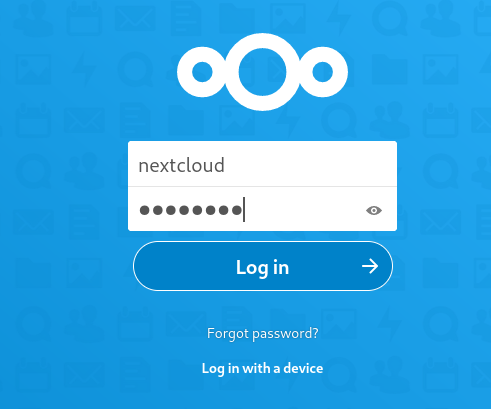 nextcloud
●●●●●●●●
Log in
Forgot password?
Log in with a device